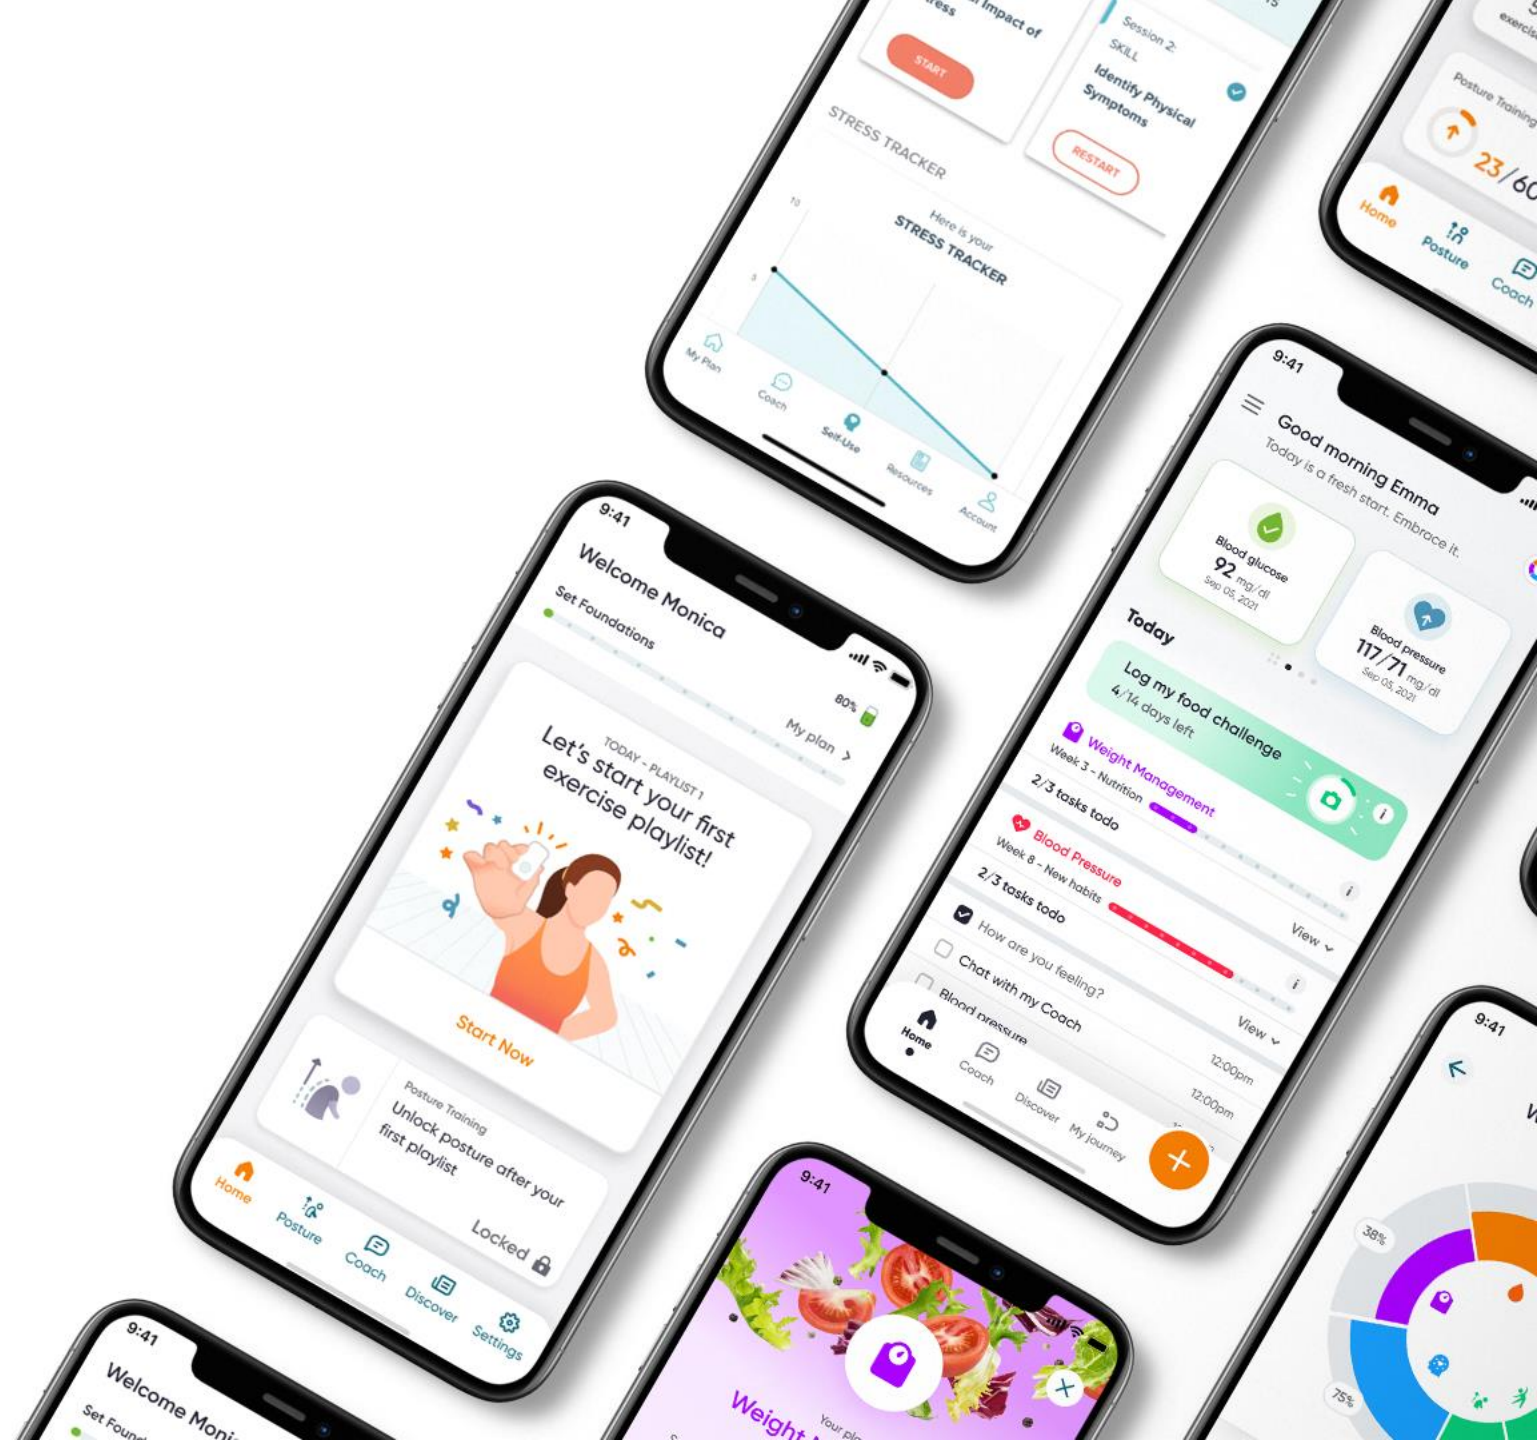 Impact of
START
Session 2:
SKILL
Identify Physical
Symptoms
RESTART
STRESS TRACKER
Here is your
STRESS TRACKER
10
5
My Plan
Coach
Self-Use
Resources
Account
Posture Training
23/60
Home
Posture
Coach
9:41
Good morning Emma
Today is a fresh start. Embrace it.
Blood glucose
92 mg/dl
Sep 05, 2021
Blood pressure
117/71 mg/dl
Sep 05, 2021
Today
Log my food challenge
4/14 days left
Weight Management
Week 3 - Nutrition
2/3 tasks todo
View
Blood Pressure
Week 8 - New habits
2/3 tasks todo
View
How are you feeling?
12:00pm
Chat with my Coach
12:00pm
Blood pressure
Home
Coach
Discover
My journey
9:41
Welcome Monica
80%
Set Foundations
My plan
TODAY - PLAYLIST 1
Let's start your first
exercise playlist!
Start Now
Posture Training
Unlock posture after your
first playlist
Locked
Home
Posture
Coach
Discover
Settings
9:41
38%
75%
9:41
Your
Weight
9:41
Welcome
Set